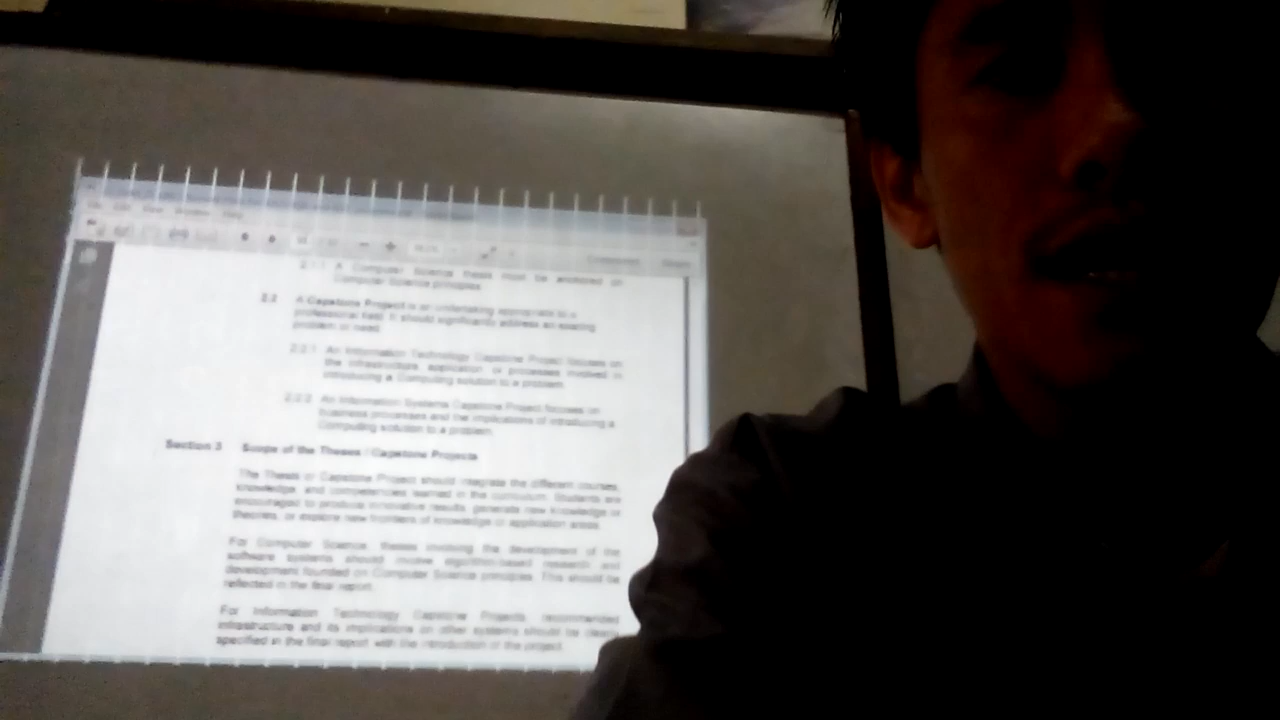 2.1.1 A Computer Science thesis must be anchored on
Computer Science principles.
2.2 A Capstone Project is an undertaking appropriate to a
professional field. It should significantly address an existing
problem or need.
2.2.1 An Information Technology Capstone Project focuses on
the infrastructure, application, or processes involved in
introducing a Computing solution to a problem.
2.2.2 An Information Systems Capstone Project focuses on
business processes and the implications of introducing a
Computing solution to a problem.
Section 3 Scope of the Theses / Capstone Projects
The Thesis or Capstone Project should integrate the different courses,
knowledge, and competencies learned in the curriculum. Students are
encouraged to produce innovative results, generate new knowledge or
theories, or explore new frontiers of knowledge or application areas.
For Computer Science, theses involving the development of the
software systems should involve algorithm-based research and
development founded on Computer Science principles. This should be
reflected in the final report.
For Information Technology Capstone Projects, recommended
infrastructure and its implications on other systems should be
specified in the final report, with the introduction of the project.